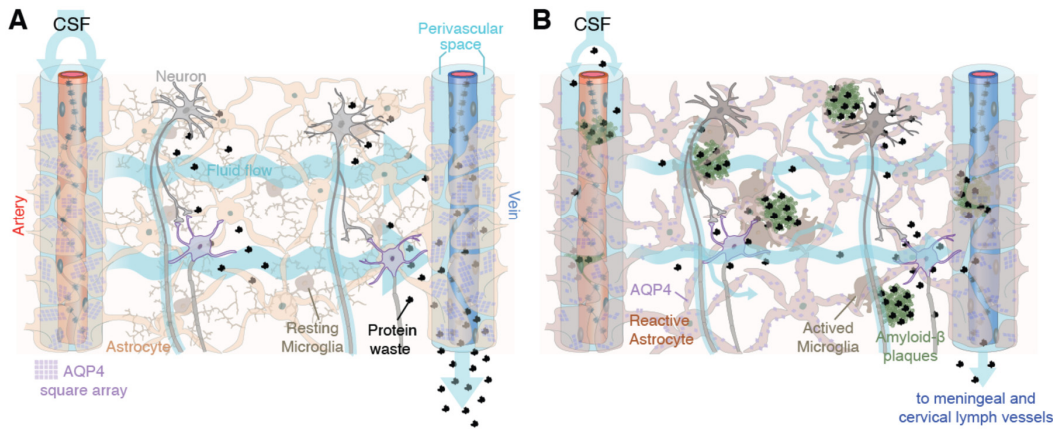 A
CSF
Perivascular
space
Neuron
Fluid flow
Artery
Vein
Resting
Microglia
Protein
waste
Astrocyte
AQP4
square array
B
CSF
AQP4
Reactive
Astrocyte
Actived
Microglia
Amyloid-β
plaques
to meningeal and
cervical lymph vessels